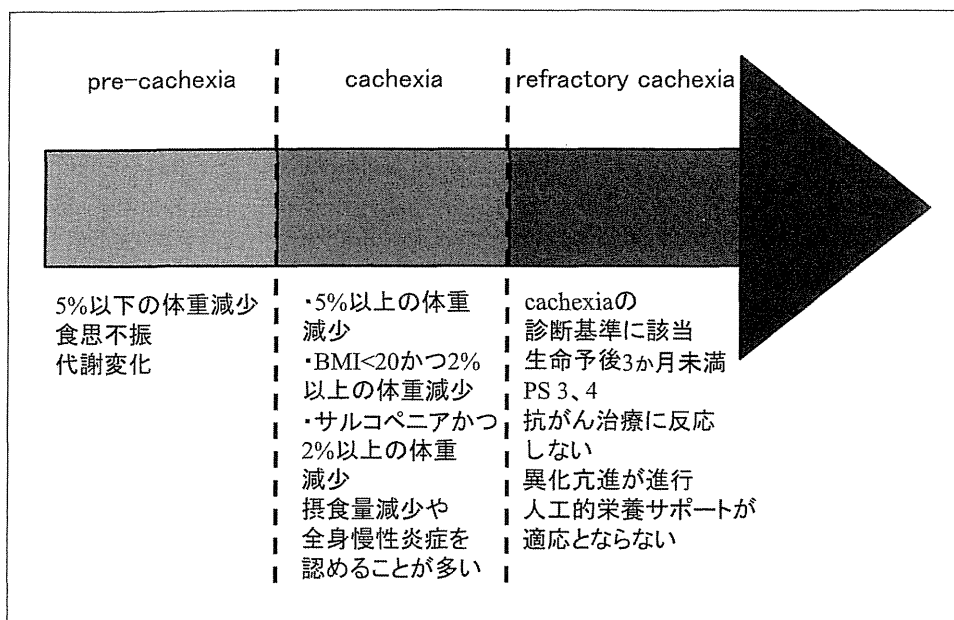 pre-cachexia
cachexia
refractory cachexia
5%以下の体重減少
食思不振
代謝変化
・5%以上の体重
減少
・BMI<20かつ2%
以上の体重減少
・サルコペニアかつ
2%以上の体重
減少
摂食量減少や
全身慢性炎症を
認めることが多い
cachexiaの
診断基準に該当
生命予後3か月未満
PS 3、4
抗がん治療に反応
しない
異化亢進が進行
人工的栄養サポートが
適応とならない